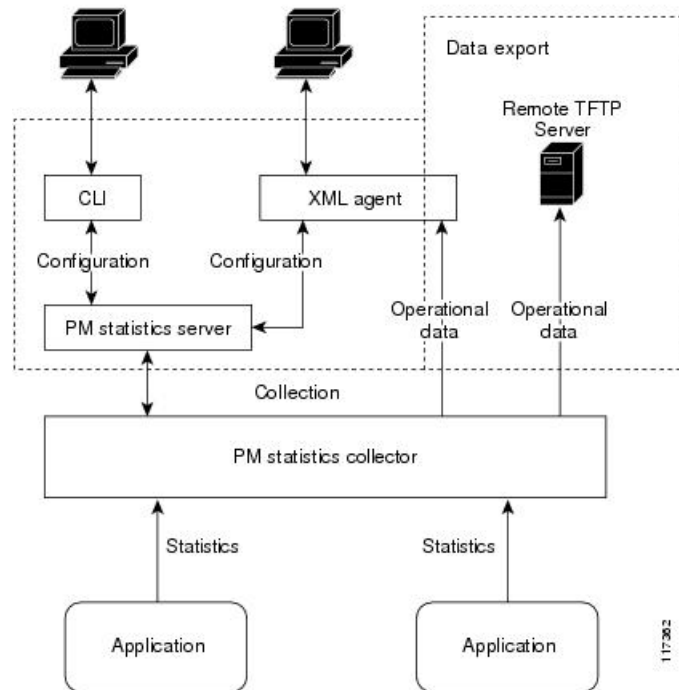 Data export
Remote TFTP
Server
CLI
XML agent
Configuration
Configuration
PM statistics server
Operational
data
Operational
data
Collection
PM statistics collector
Statistics
Statistics
Application
Application
117362